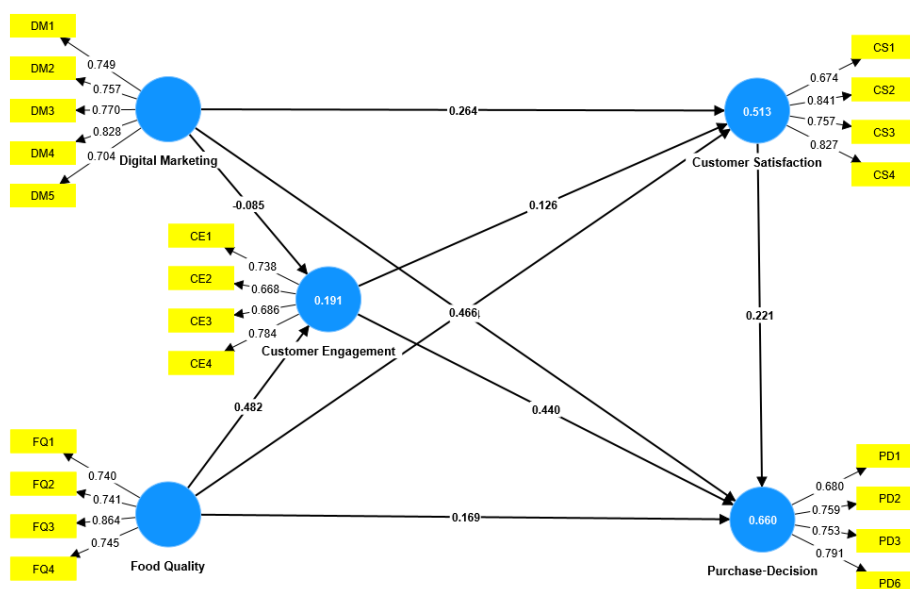 DM1
DM2
DM3
DM4
DM5
0.749
0.757
0.770
0.828
0.704
Digital Marketing
0.264
CS1
CS2
CS3
CS4
0.674
0.841
0.757
0.827
0.513
Customer Satisfaction
-0.085
0.126
CE1
CE2
CE3
CE4
0.738
0.668
0.686
0.784
0.191
Customer Engagement
0.466
0.221
0.482
0.440
FQ1
FQ2
FQ3
FQ4
0.740
0.741
0.864
0.745
Food Quality
0.169
PD1
PD2
PD3
PD6
0.680
0.759
0.753
0.791
0.660
Purchase-Decision